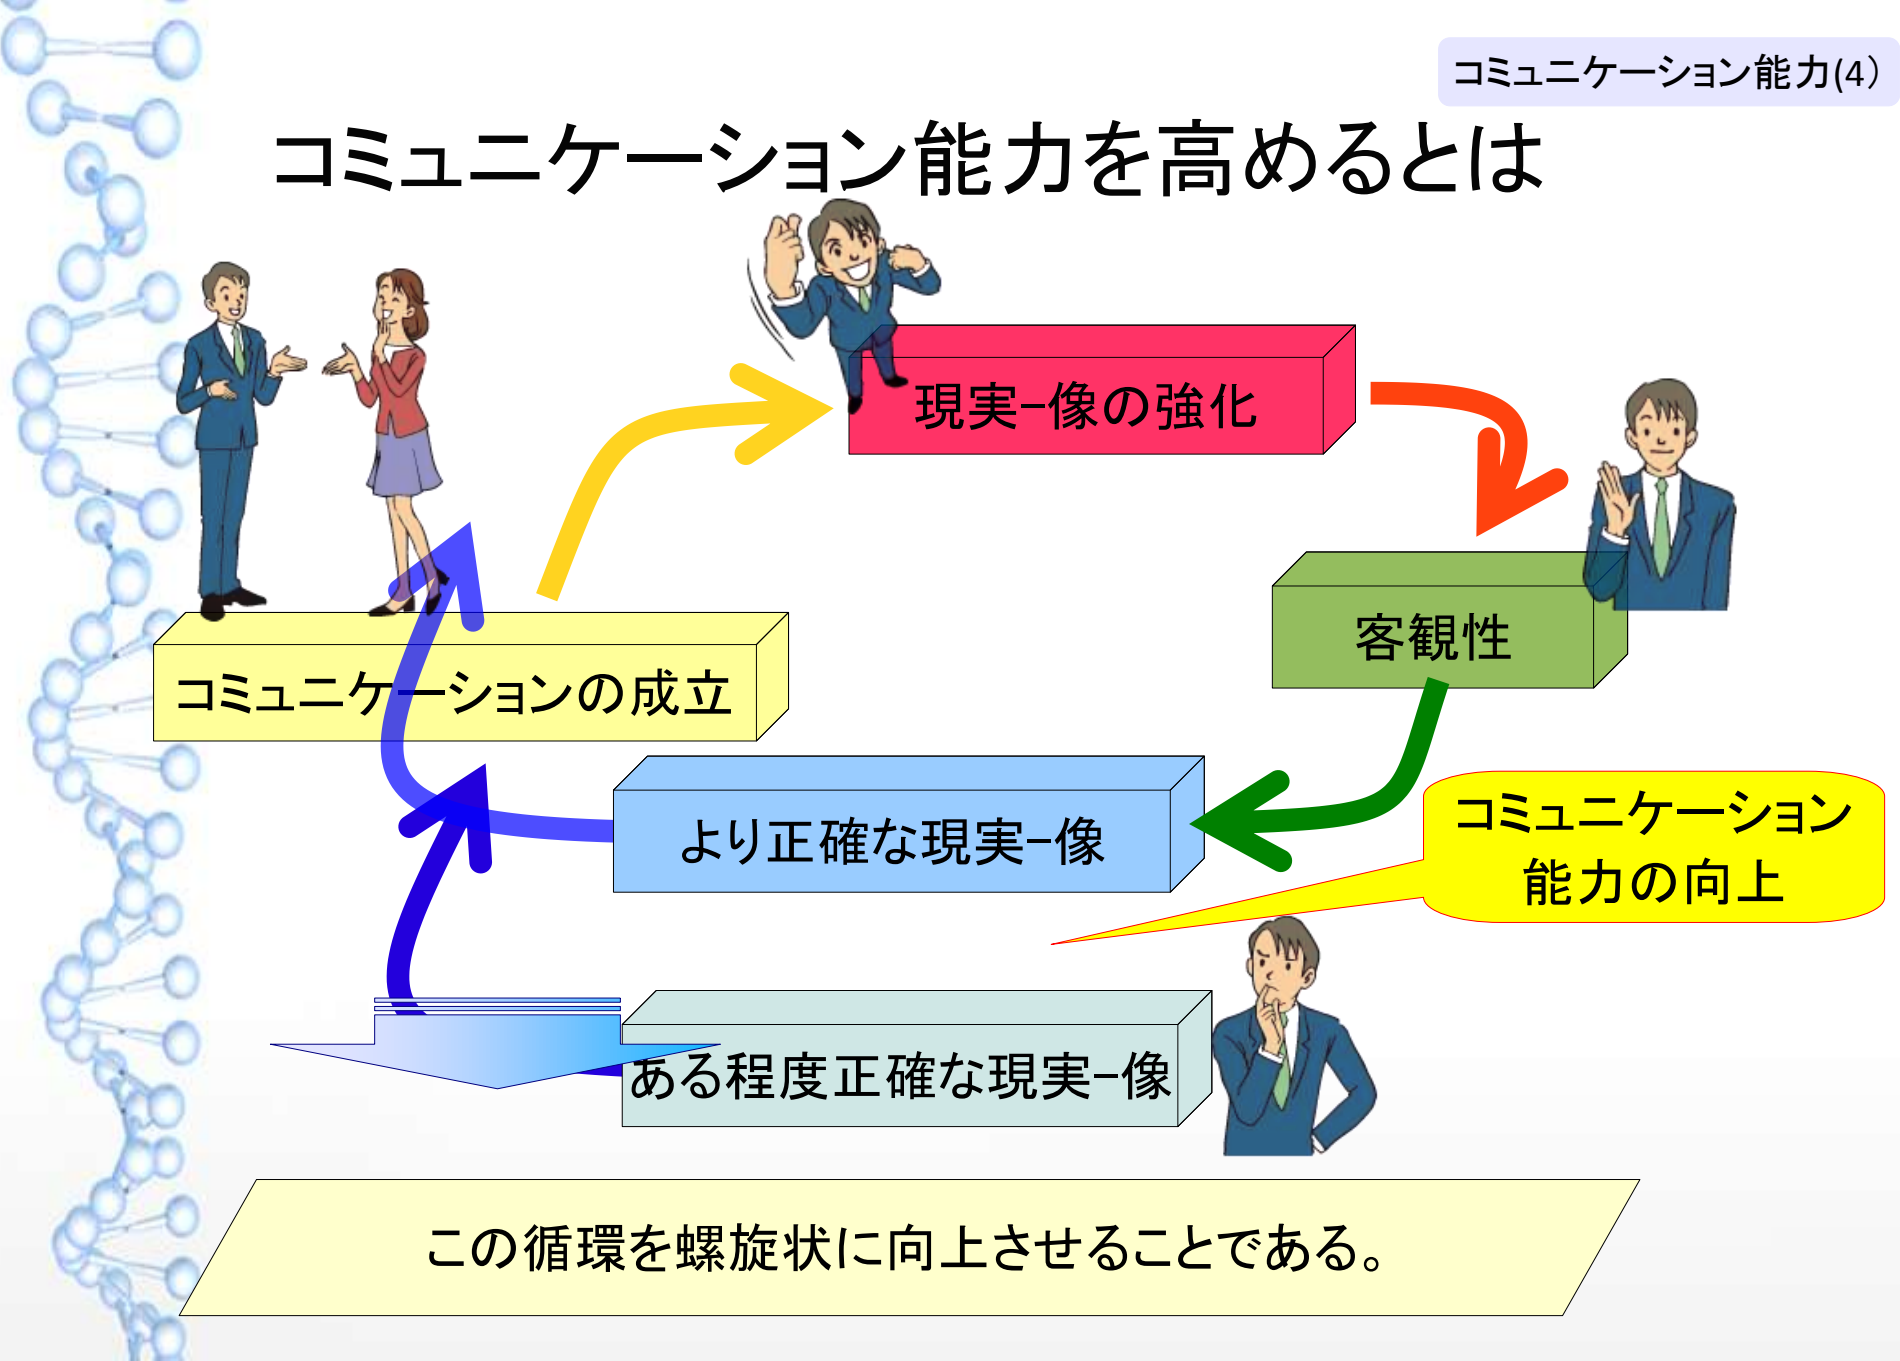 コミュニケーション能力(4）
コミュニケーション能力を高めるとは
現実−像の強化
客観性
コミュニケーションの成立
より正確な現実−像
コミュニケーション
能力の向上
ある程度正確な現実−像
この循環を螺旋状に向上させることである。